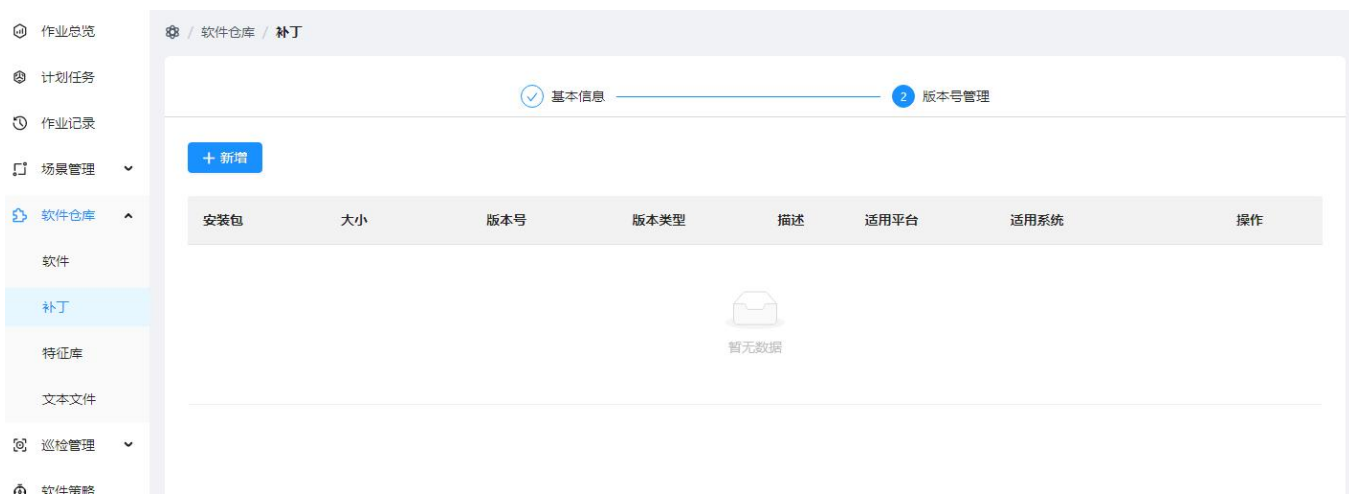 作业总览
计划任务
作业记录
场景管理
软件仓库
软件
补丁
特征库
文本文件
巡检管理
软件策略
/ 软件仓库 / 补丁
基本信息
2 版本号管理
+ 新增
安装包 大小 版本号 版本类型 描述 适用平台 适用系统 操作
暂无数据